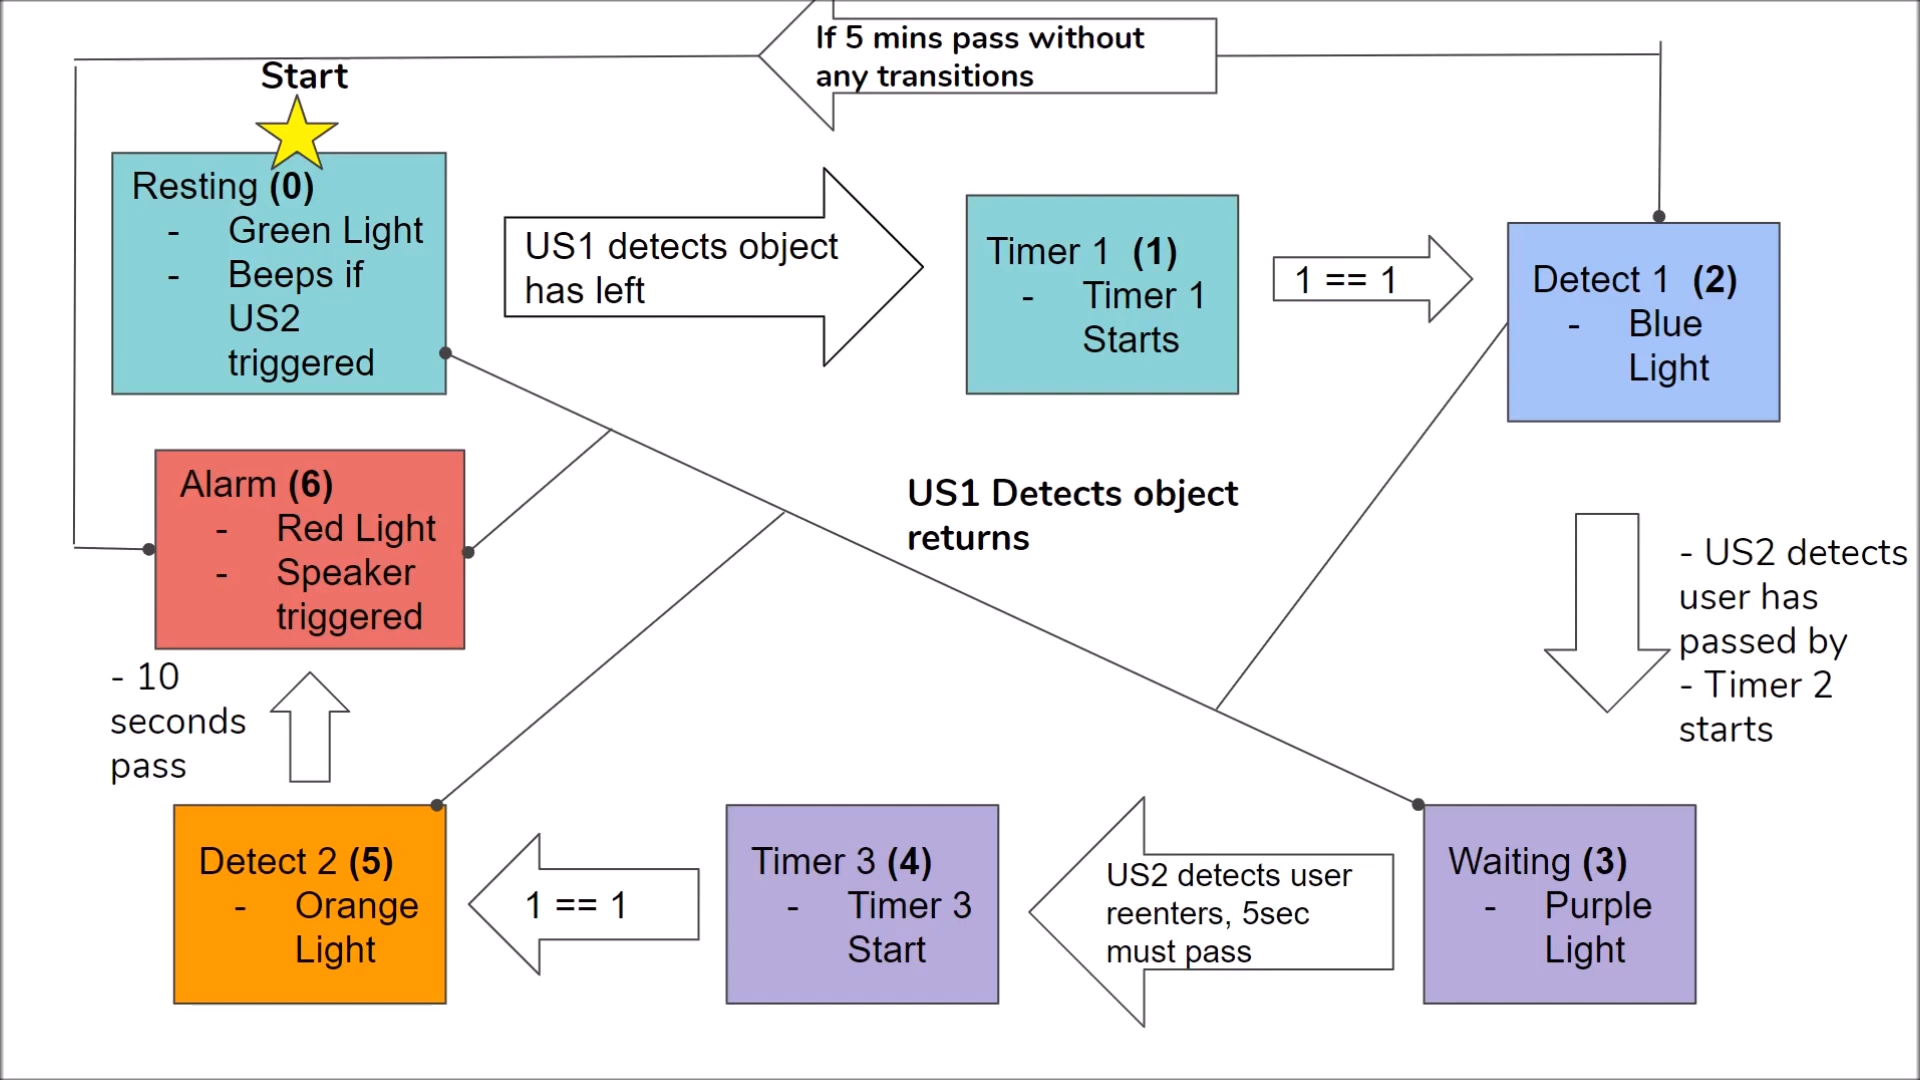 If 5 mins pass without
any transitions
Start
Resting (0)
- Green Light
- Beeps if
US2
triggered
US1 detects object
has left
Timer 1 (1)
- Timer 1
Starts
1 == 1
Detect 1 (2)
- Blue
Light
Alarm (6)
- Red Light
- Speaker
triggered
US1 Detects object
returns
- US2 detects
user has
passed by
- Timer 2
starts
- 10
seconds
pass
Detect 2 (5)
- Orange
Light
1 == 1
Timer 3 (4)
- Timer 3
Start
US2 detects user
reenters, 5sec
must pass
Waiting (3)
- Purple
Light